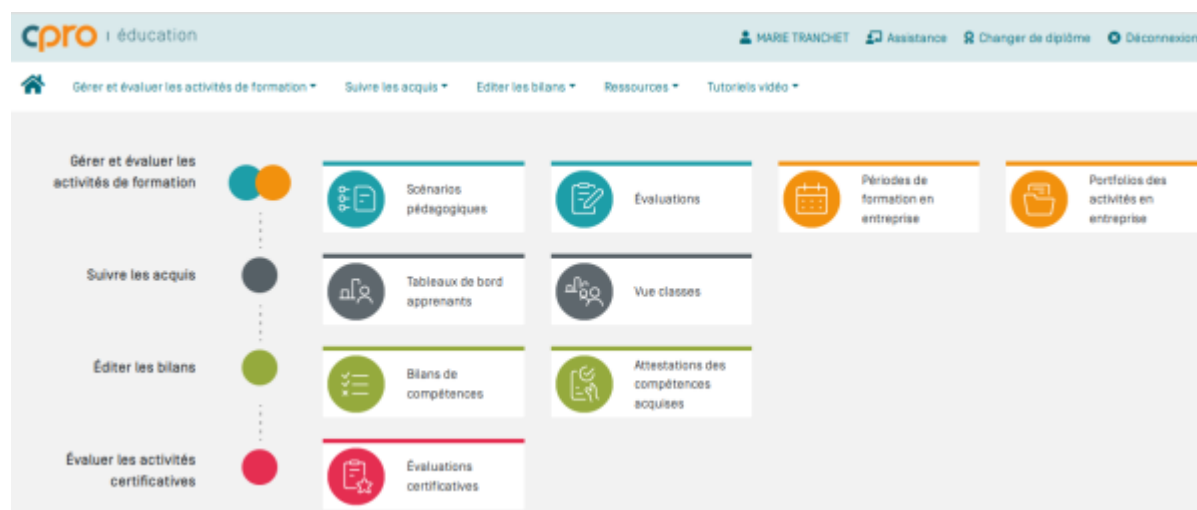 cpro | éducation
MARIE TRANCHET Assistance Changer de diplôme Déconnexion
Gérer et évaluer les activités de formation Suivre les acquis Editer les bilans Ressources Tutoriels vidéo
Gérer et évaluer les
activités de formation
Scénarios
pédagogiques
Évaluations
Périodes de
formation en
entreprise
Portfolios des
activités en
entreprise
Suivre les acquis
Tableaux de bord
apprenants
Vue classes
Éditer les bilans
Bilans de
compétences
Attestations des
compétences
acquises
Évaluer les activités
certificatives
Évaluations
certificatives